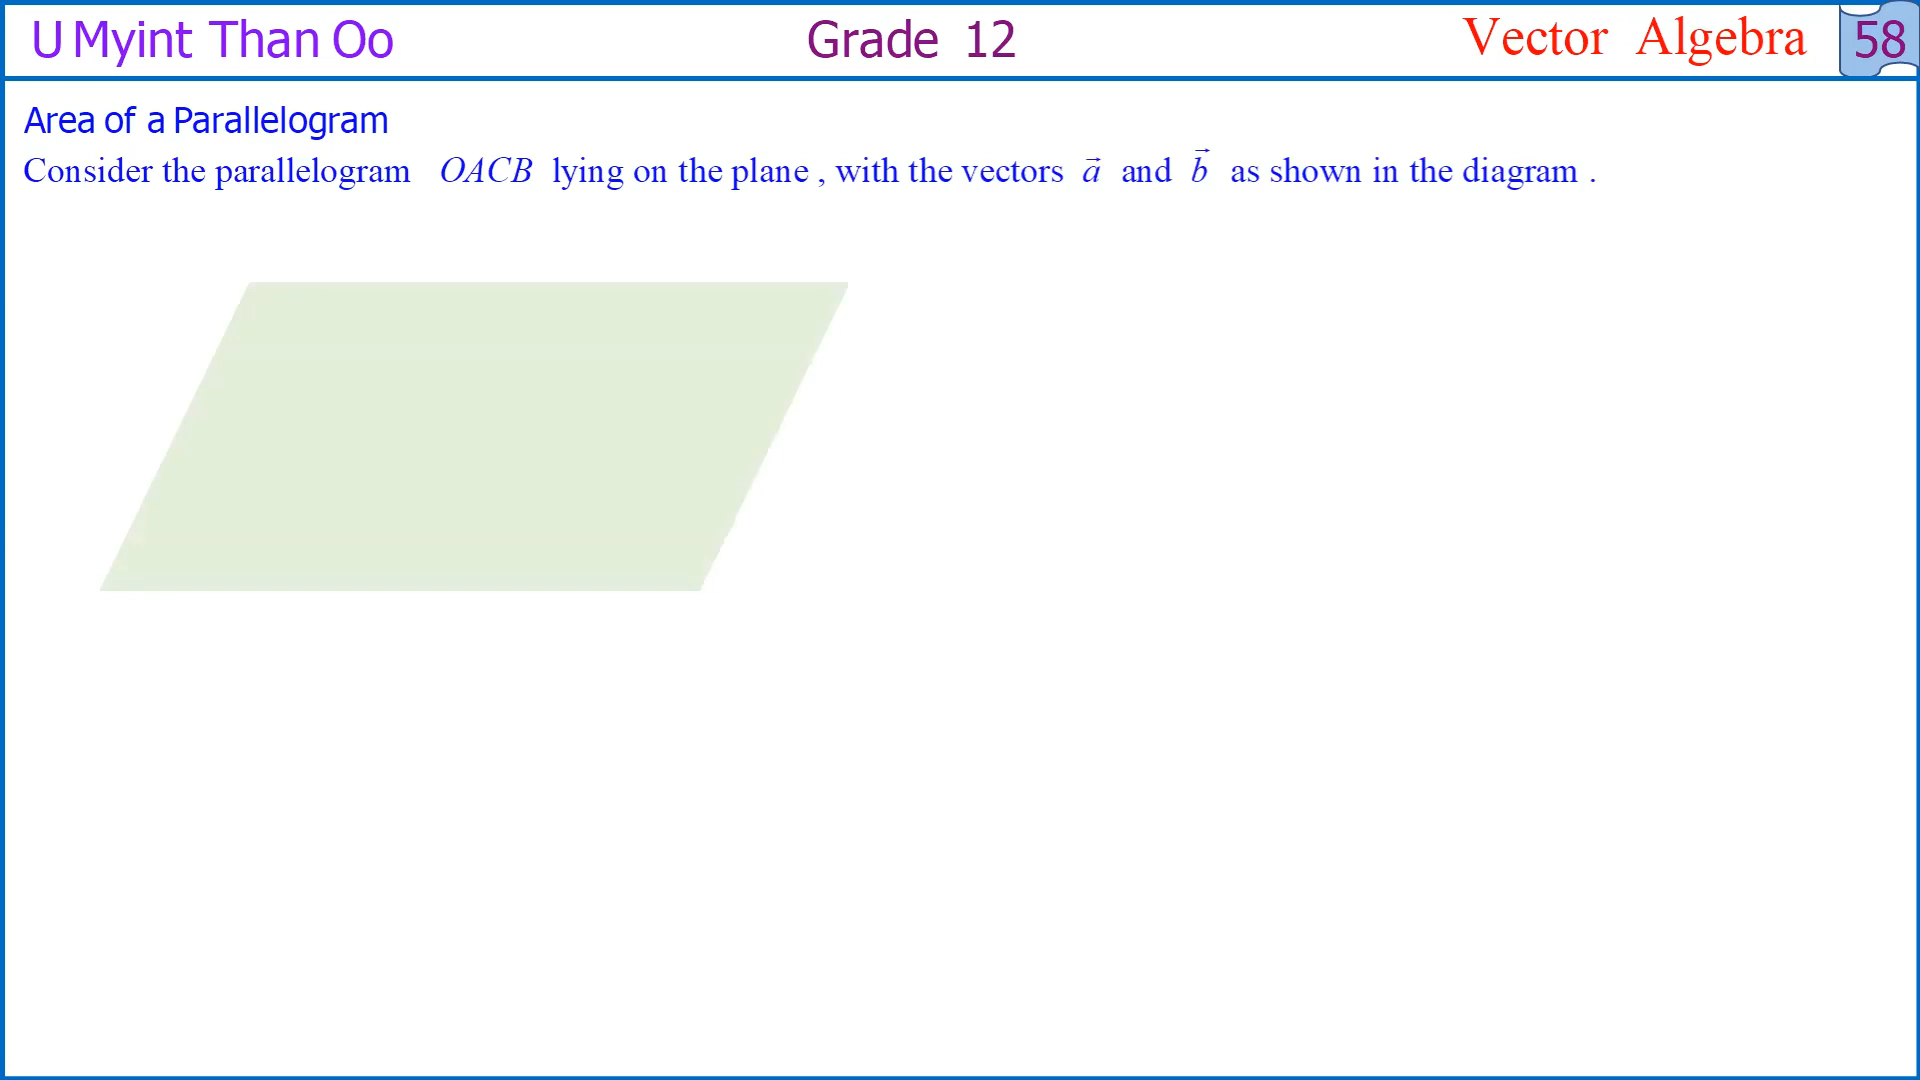 U Myint Than Oo Grade 12 Vector Algebra 58
Area of a Parallelogram
Consider the parallelogram OACB lying on the plane , with the vectors a⃗ and b⃗ as shown in the diagram .